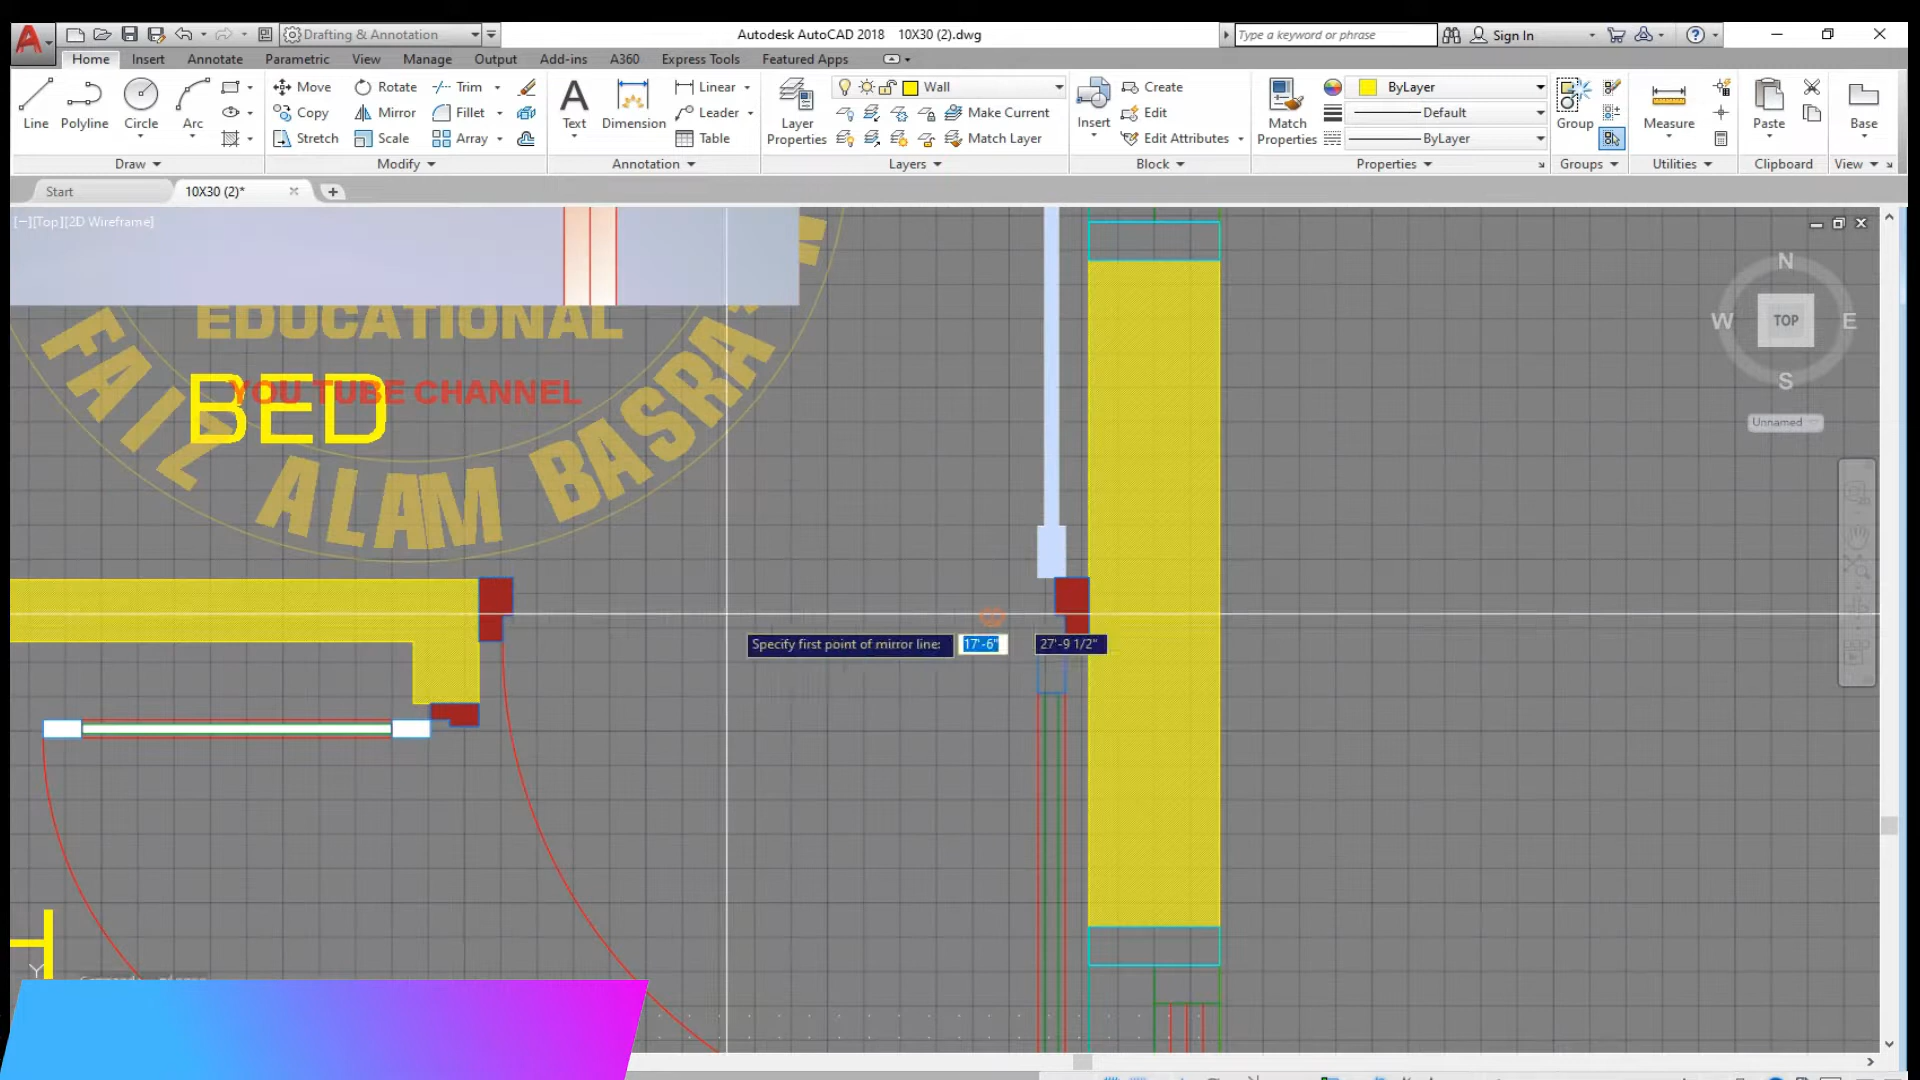 Drafting & Annotation
Autodesk AutoCAD 2018 10X30 (2).dwg
Type a keyword or phrase
Sign In
Home Insert Annotate Parametric View Manage Output Add-ins A360 Express Tools Featured Apps
Line Polyline Circle Arc
Move Rotate Trim
Copy Mirror Fillet
Stretch Scale Array
Text Dimension
Linear
Leader
Table
Layer Properties
Wall
Make Current
Match Layer
Insert
Create
Edit
Edit Attributes
Match Properties
ByLayer
Default
ByLayer
Group
Measure
Paste
Base
Draw Modify Annotation Layers Block Properties Groups Utilities Clipboard View
Start 10X30 (2)*
[−][Top][2D Wireframe]
N
W TOP E
S
Unnamed
EDUCATIONAL
YOU TUBE CHANNEL
BED
FAIZ ALAM BASRA
Specify first point of mirror line: 17'-6" 27'-9 1/2"
Y